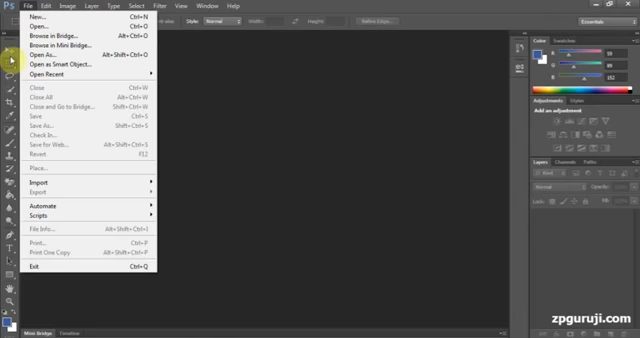 Ps File Edit Image Layer Type Select Filter View Window Help
Style: Normal Width: Height: Refine Edge... Essentials
New... Ctrl+N
Open... Ctrl+O
Browse in Bridge... Alt+Ctrl+O
Browse in Mini Bridge...
Open As... Alt+Shift+Ctrl+O
Open as Smart Object...
Open Recent
Close Ctrl+W
Close All Alt+Ctrl+W
Close and Go to Bridge... Shift+Ctrl+W
Save Ctrl+S
Save As... Shift+Ctrl+S
Check In...
Save for Web... Alt+Shift+Ctrl+S
Revert F12
Place...
Import
Export
Automate
Scripts
File Info... Alt+Shift+Ctrl+I
Print... Ctrl+P
Print One Copy Alt+Shift+Ctrl+P
Exit Ctrl+Q
Color Swatches
R 59
G 89
B 152
Adjustments Styles
Add an adjustment
Layers Channels Paths
Kind
Normal Opacity:
Lock: Fill:
zpguruji.com
Mini Bridge Timeline